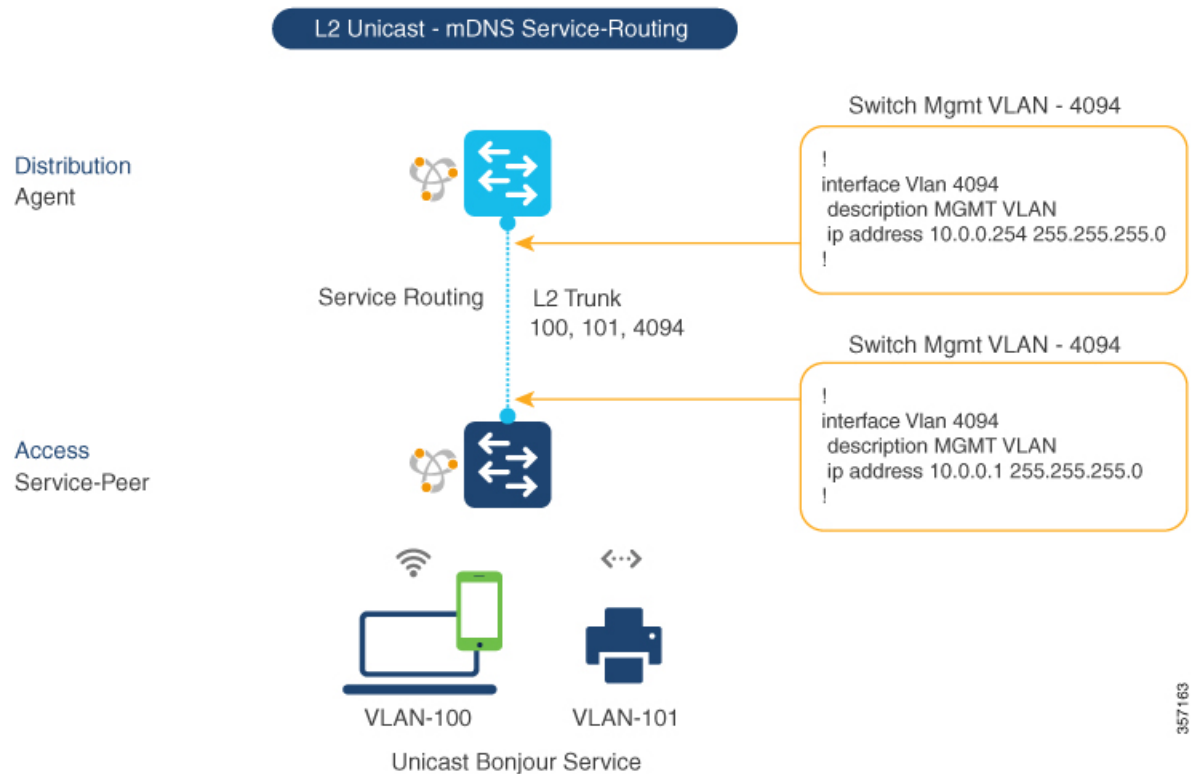 L2 Unicast - mDNS Service-Routing
Switch Mgmt VLAN - 4094
!
interface Vlan 4094
description MGMT VLAN
ip address 10.0.0.254 255.255.255.0
!
Distribution
Agent
Service Routing
L2 Trunk
100, 101, 4094
Switch Mgmt VLAN - 4094
!
interface Vlan 4094
description MGMT VLAN
ip address 10.0.0.1 255.255.255.0
!
Access
Service-Peer
VLAN-100
VLAN-101
Unicast Bonjour Service
357163